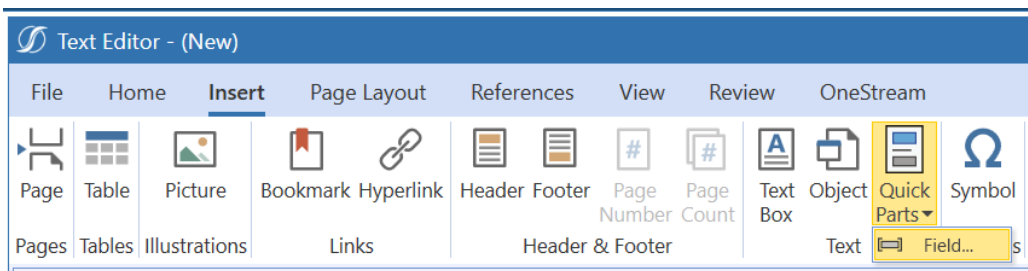 Text Editor - (New)
File Home Insert Page Layout References View Review OneStream
Page Table Picture Bookmark Hyperlink Header Footer Page Number Page Count Text Box Object Quick Parts Symbol
Pages Tables Illustrations Links Header & Footer Text
Field...